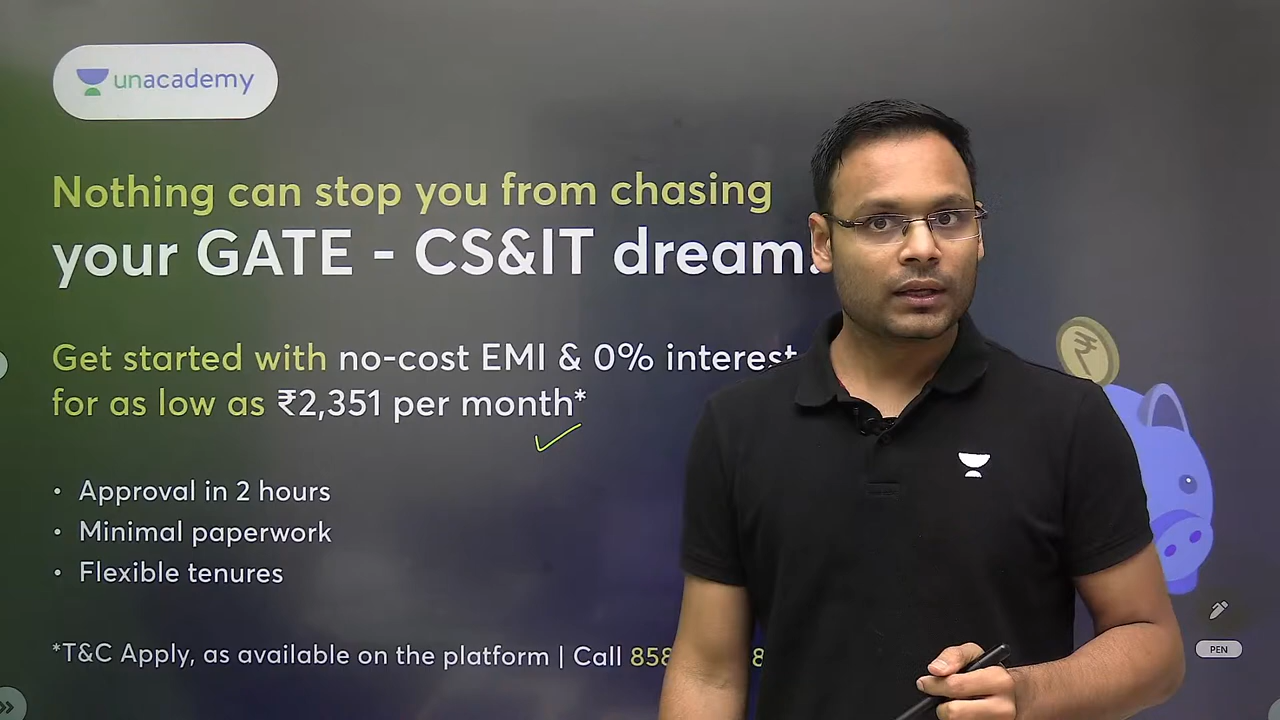 unacademy
Nothing can stop you from chasing
your GATE - CS&IT dream!
Get started with no-cost EMI & 0% interest
for as low as ₹2,351 per month*
• Approval in 2 hours
• Minimal paperwork
• Flexible tenures
*T&C Apply, as available on the platform | Call
PEN